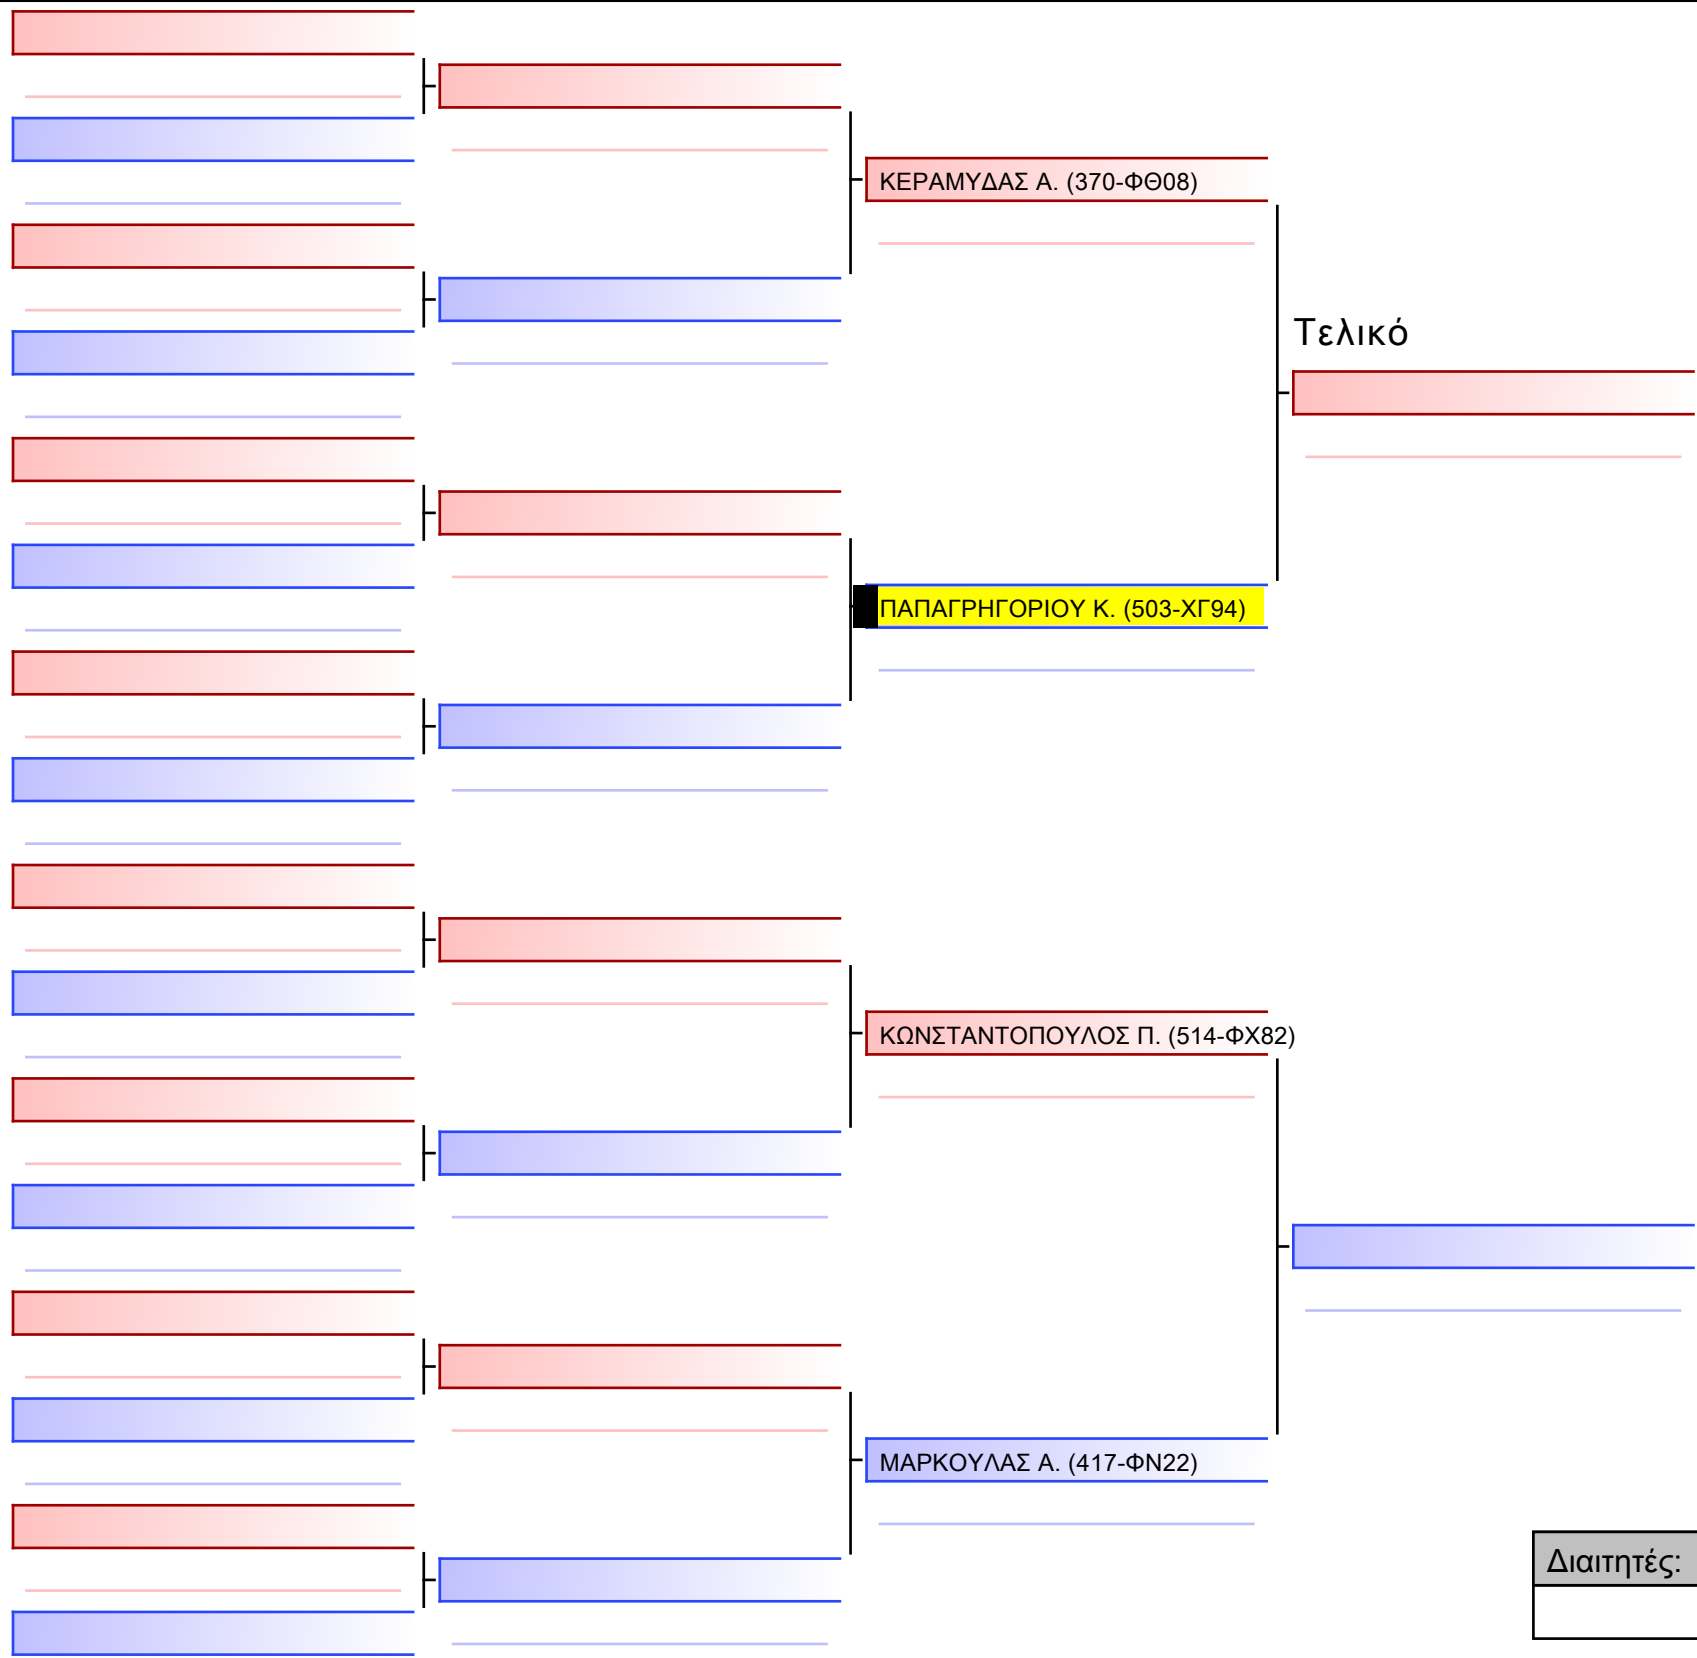 ΚΕΡΑΜΥΔΑΣ Α. (370-ΦΘ08)
Τελικό
ΠΑΠΑΓΡΗΓΟΡΙΟΥ Κ. (503-ΧΓ94)
ΚΩΝΣΤΑΝΤΟΠΟΥΛΟΣ Π. (514-ΦΧ82)
ΜΑΡΚΟΥΛΑΣ Α. (417-ΦΝ22)
Διαιτητές: